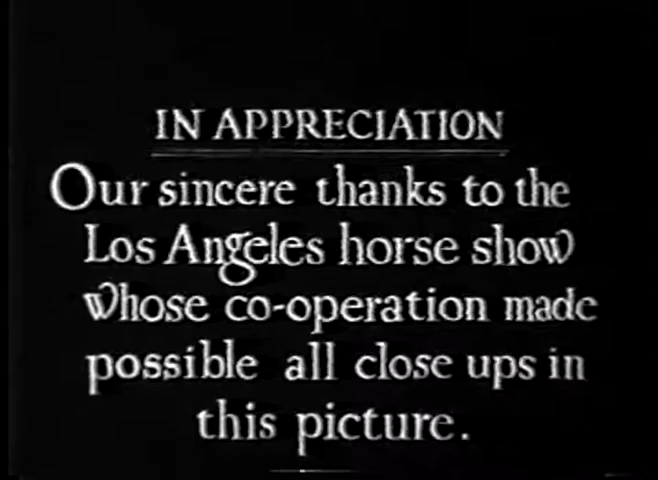 IN APPRECIATION
Our sincere thanks to the
Los Angeles horse show
whose co-operation made
possible all close ups in
this picture.